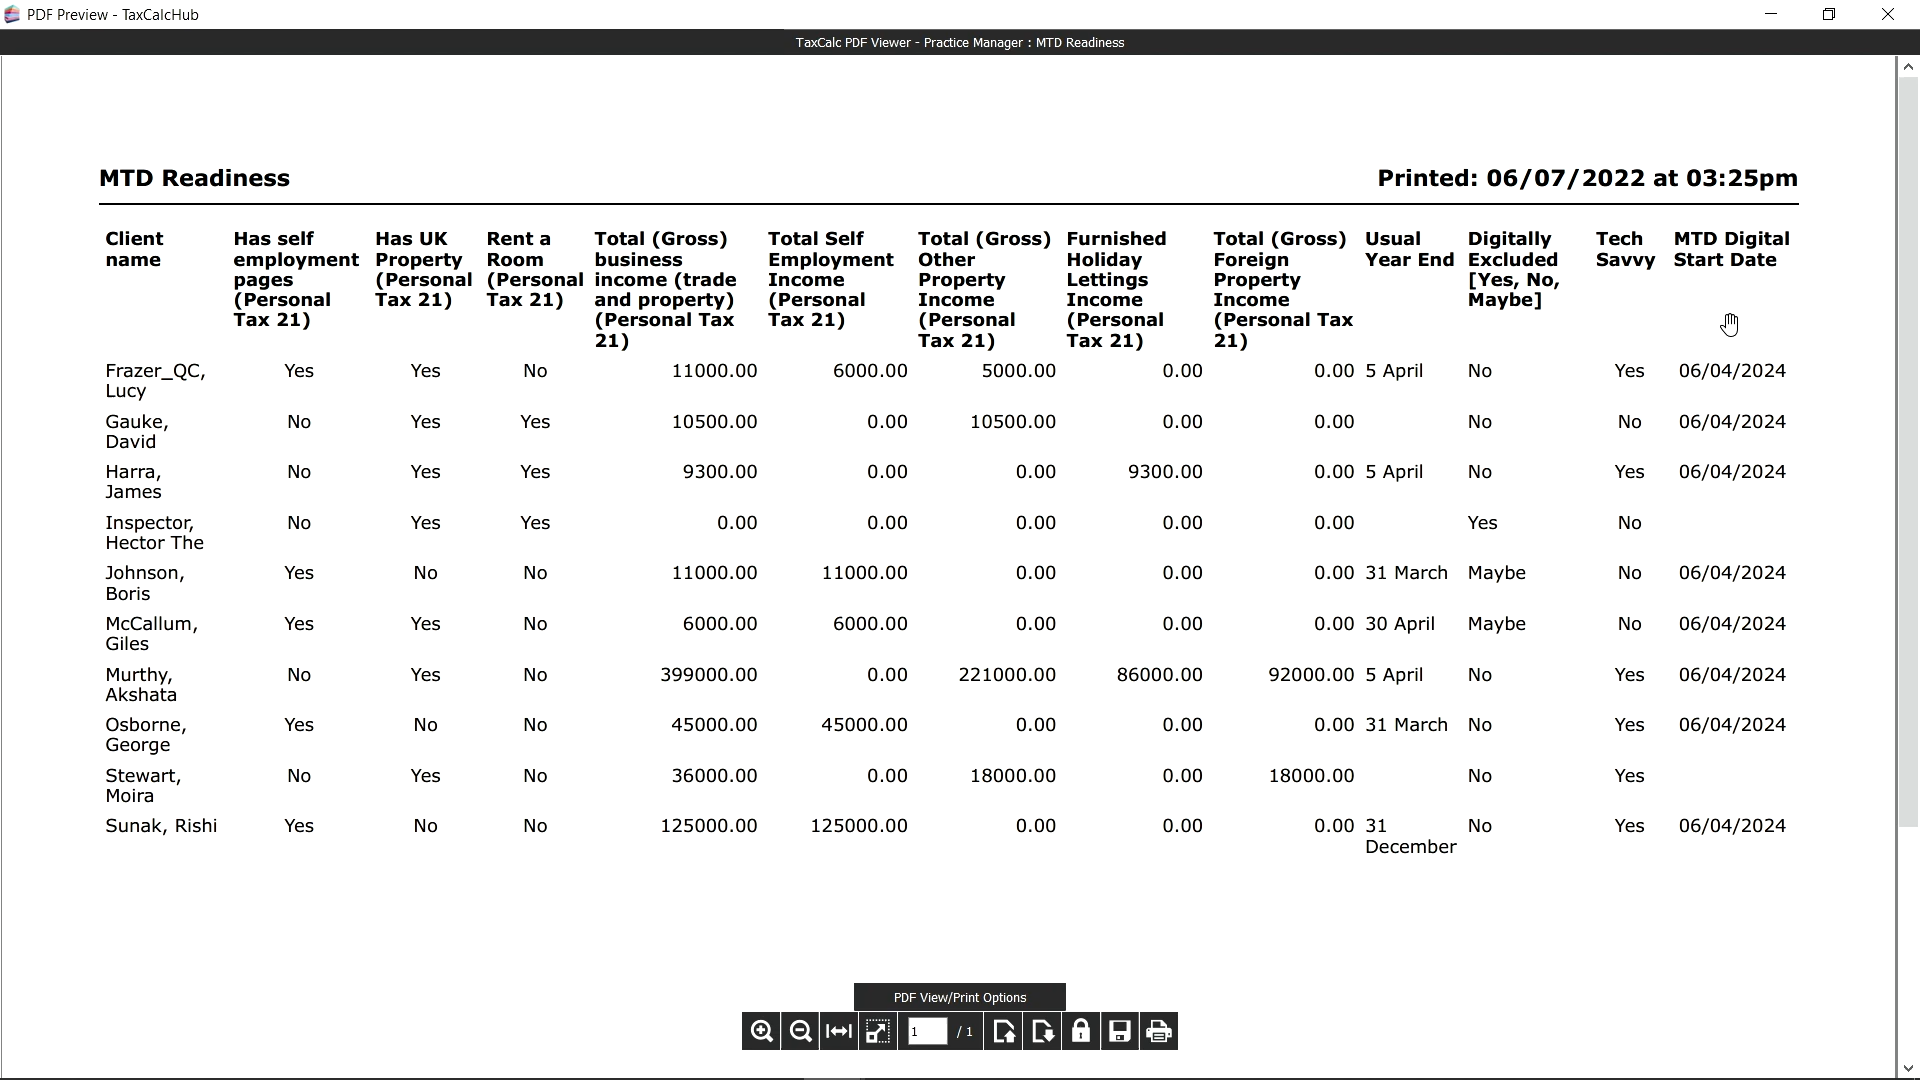 PDF Preview - TaxCalcHub
TaxCalc PDF Viewer - Practice Manager : MTD Readiness
MTD Readiness Printed: 06/07/2022 at 03:25pm
Client Has self Has UK Rent a Total (Gross) Total Self Total (Gross) Furnished Total (Gross) Usual Digitally Tech MTD Digital
name employment Property Room business Employment Other Holiday Foreign Year End Excluded Savvy Start Date
pages (Personal (Personal income (trade Income Property Lettings Property [Yes, No,
(Personal Tax 21) Tax 21) and property) (Personal Income Income Income Maybe]
Tax 21) (Personal Tax Tax 21) (Personal (Personal (Personal Tax
21) Tax 21) Tax 21) 21)
Frazer_QC, Yes Yes No 11000.00 6000.00 5000.00 0.00 0.00 5 April No Yes 06/04/2024
Lucy
Gauke, No Yes Yes 10500.00 0.00 10500.00 0.00 0.00 No No 06/04/2024
David
Harra, No Yes Yes 9300.00 0.00 0.00 9300.00 0.00 5 April No Yes 06/04/2024
James
Inspector, No Yes Yes 0.00 0.00 0.00 0.00 0.00 Yes No
Hector The
Johnson, Yes No No 11000.00 11000.00 0.00 0.00 0.00 31 March Maybe No 06/04/2024
Boris
McCallum, Yes Yes No 6000.00 6000.00 0.00 0.00 0.00 30 April Maybe No 06/04/2024
Giles
Murthy, No Yes No 399000.00 0.00 221000.00 86000.00 92000.00 5 April No Yes 06/04/2024
Akshata
Osborne, Yes No No 45000.00 45000.00 0.00 0.00 0.00 31 March No Yes 06/04/2024
George
Stewart, No Yes No 36000.00 0.00 18000.00 0.00 18000.00 No Yes
Moira
Sunak, Rishi Yes No No 125000.00 125000.00 0.00 0.00 0.00 31 No Yes 06/04/2024
December
PDF View/Print Options
1 / 1